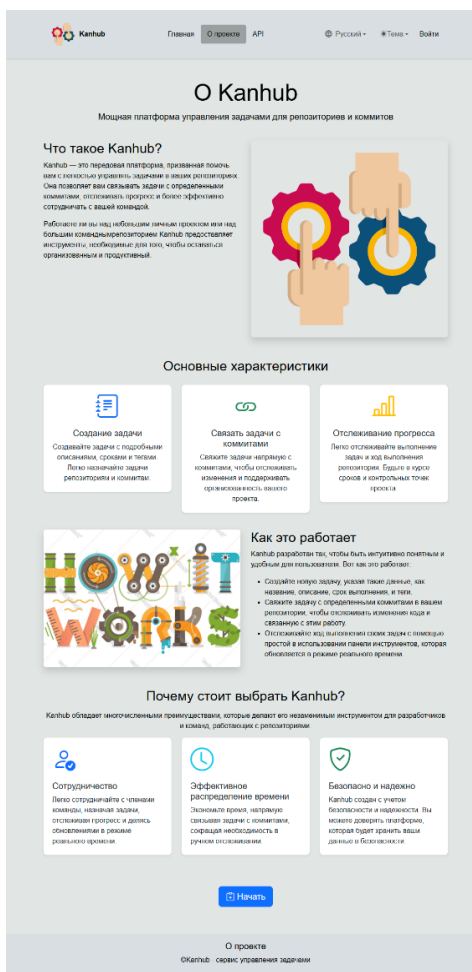 Kanhub Главная О проекте API Русский Тема Войти
О Kanhub
Мощная платформа управления задачами для репозиториев и коммитов
Что такое Kanhub?
Kanhub — это передовая платформа, призванная помочь
вам с легкостью управлять задачами в ваших репозиториях.
Она позволяет вам связывать задачи с определенными
коммитами, отслеживать прогресс и более эффективно
сотрудничать с вашей командой.
Работаете ли вы над небольшим личным проектом или над
большим команднымрепозиторием Kanhub предоставляет
инструменты, необходимые для того, чтобы оставаться
организованный и продуктивный.
Основные характеристики
Создание задачи
Создавайте задачи с подробными
описаниями, сроками и тегами.
Легко назначайте задачи
репозиториям и коммитам.
Связать задачи с
коммитами
Свяжите задачи напрямую с
коммитами, чтобы отслеживать
изменения и поддерживать
организованность вашего
проекта.
Отслеживание прогресса
Легко отслеживайте выполнение
задач и ход выполнения
репозитория. Будьте в курсе
сроков и контрольных точек
проекта.
HOW IT
WORKS
Как это работает
Kanhub разработан так, чтобы быть интуитивно понятным и
удобным для пользователя. Вот как это работает:
Создайте новую задачу, указав такие данные, как
название, описание, срок выполнения, и теги.
Свяжите задачу с определенными коммитами в вашем
репозитории, чтобы отслеживать изменения кода и
связанную с этим работу.
Отслеживайте ход выполнения своих задач с помощью
простой в использовании панели инструментов, которая
обновляется в режиме реального времени.
Почему стоит выбрать Kanhub?
Kanhub обладает многочисленными преимуществами, которые делают его незаменимым инструментом для разработчиков
и команд, работающих с репозиториями
Сотрудничество
Легко сотрудничайте с членами
команды, назначая задачи,
отслеживая прогресс и делясь
обновлениями в режиме
реального времени.
Эффективное
распределение времени
Экономьте время, напрямую
связывая задачи с коммитами,
сокращая необходимость в
ручном отслеживании.
Безопасно и надежно
Kanhub создан с учетом
безопасности и надежности. Вы
можете доверять платформе,
которая будет хранить ваши
данные в безопасности.
Начать
О проекте
©Kanhub - сервис управления задачами